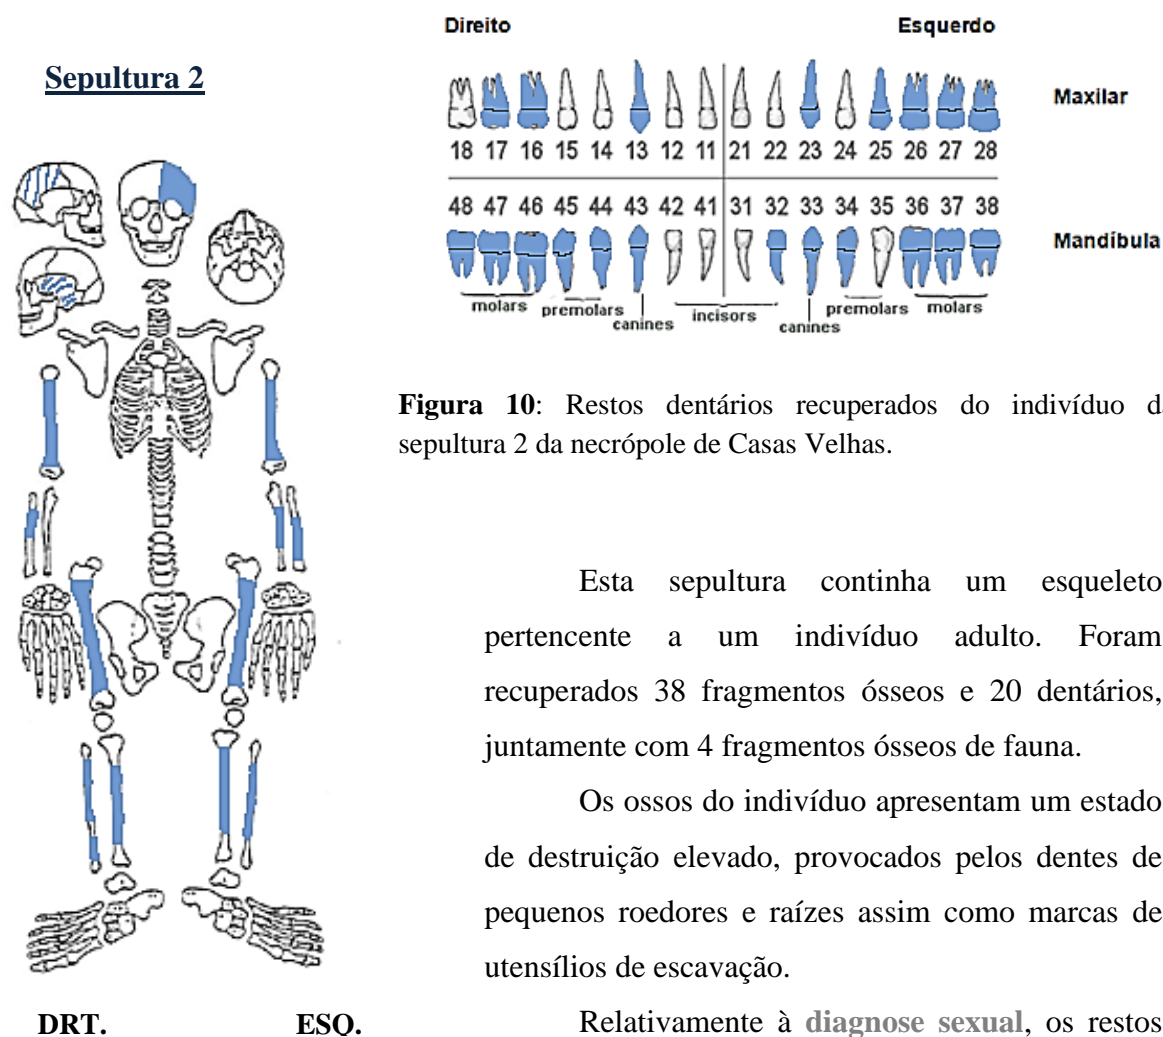 Sepultura 2
Direito Esquerdo
Maxilar
18 17 16 15 14 13 12 11 21 22 23 24 25 26 27 28
48 47 46 45 44 43 42 41 31 32 33 34 35 36 37 38
Mandíbula
molars premolars canines incisors canines premolars molars
Figura 10: Restos dentários recuperados do indivíduo d
sepultura 2 da necrópole de Casas Velhas.
Esta sepultura continha um esqueleto
pertencente a um indivíduo adulto. Foram
recuperados 38 fragmentos ósseos e 20 dentários,
juntamente com 4 fragmentos ósseos de fauna.
Os ossos do indivíduo apresentam um estado
de destruição elevado, provocados pelos dentes de
pequenos roedores e raízes assim como marcas de
utensílios de escavação.
DRT. ESQ.
Relativamente à diagnose sexual, os restos